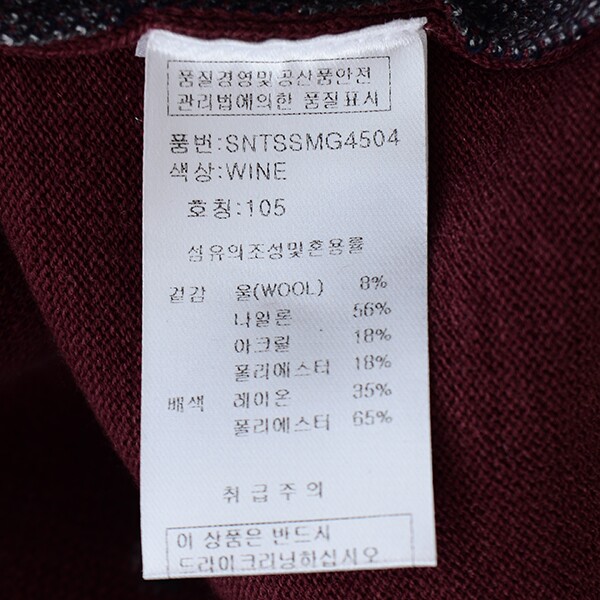 품질경영및공산품안전
관리법에의한 품질표시
품번:SNTSSMG4504
색상:WINE
호칭:105
섬유의조성및혼용률
겉감 울(WOOL) 8%
나일론 56%
아크릴 18%
폴리에스터 18%
배색 레이온 35%
폴리에스터 65%
취급주의
이 상품은 반드시
드라이크리닝하십시오